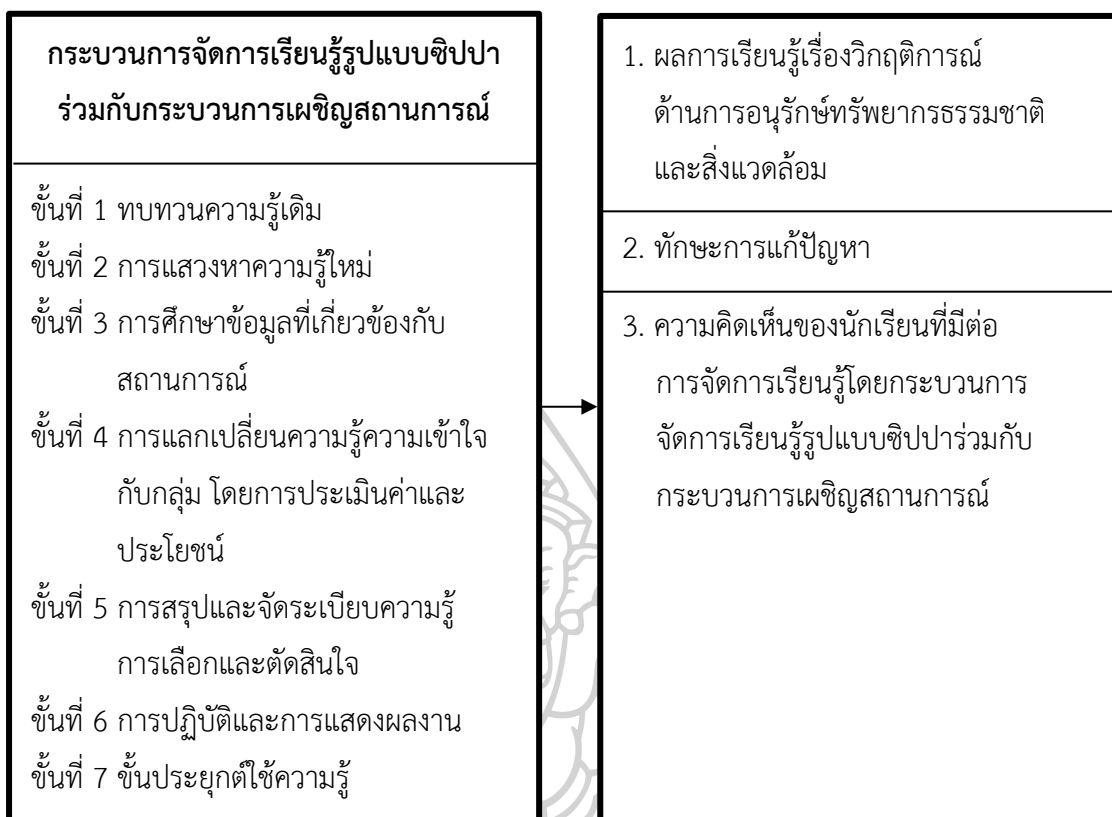 กระบวนการจัดการเรียนรู้รูปแบบซิปปา
ร่วมกับกระบวนการเผชิญสถานการณ์
ขั้นที่ 1 ทบทวนความรู้เดิม
ขั้นที่ 2 การแสวงหาความรู้ใหม่
ขั้นที่ 3 การศึกษาข้อมูลที่เกี่ยวข้องกับ
สถานการณ์
ขั้นที่ 4 การแลกเปลี่ยนความรู้ความเข้าใจ
กับกลุ่ม โดยการประเมินค่าและ
ประโยชน์
ขั้นที่ 5 การสรุปและจัดระเบียบความรู้
การเลือกและตัดสินใจ
ขั้นที่ 6 การปฏิบัติและการแสดงผลงาน
ขั้นที่ 7 ขั้นประยุกต์ใช้ความรู้
1. ผลการเรียนรู้เรื่องวิกฤติการณ์
ด้านการอนุรักษ์ทรัพยากรธรรมชาติ
และสิ่งแวดล้อม
2. ทักษะการแก้ปัญหา
3. ความคิดเห็นของนักเรียนที่มีต่อ
การจัดการเรียนรู้โดยกระบวนการ
จัดการเรียนรู้รูปแบบซิปปาร่วมกับ
กระบวนการเผชิญสถานการณ์